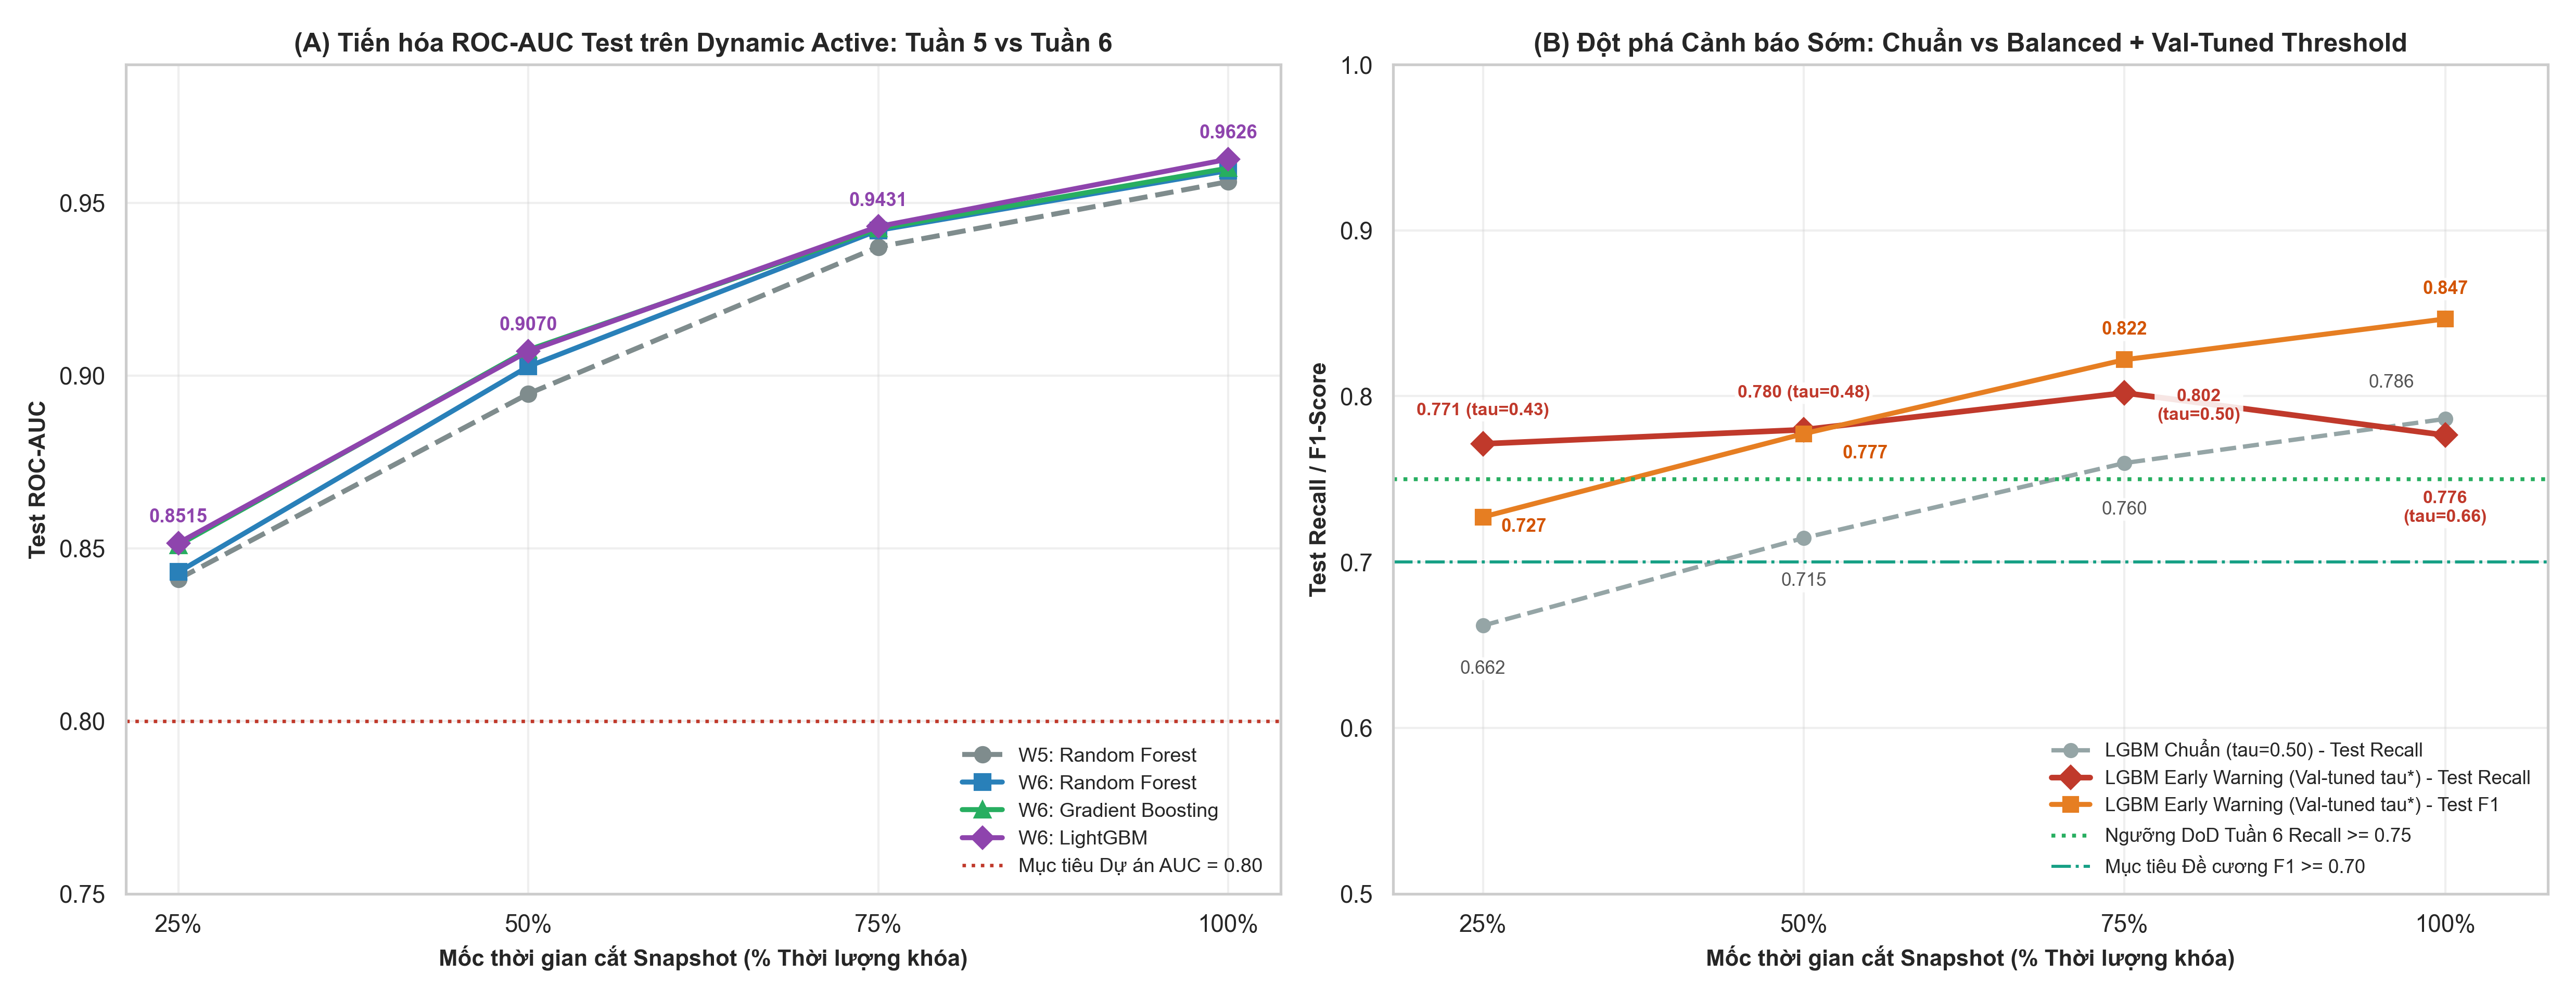 (A) Tiến hóa ROC-AUC Test trên Dynamic Active: Tuần 5 vs Tuần 6
Test ROC-AUC
0.95
0.90
0.85
0.80
0.75
0.8515
0.9070
0.9431
0.9626
W5: Random Forest
W6: Random Forest
W6: Gradient Boosting
W6: LightGBM
Mục tiêu Dự án AUC = 0.80
25%
50%
75%
100%
Mốc thời gian cắt Snapshot (% Thời lượng khóa)
(B) Đột phá Cảnh báo Sớm: Chuẩn vs Balanced + Val-Tuned Threshold
Test Recall / F1-Score
1.0
0.9
0.8
0.7
0.6
0.5
0.847
0.822
0.786
0.780 (tau=0.48)
0.802
(tau=0.50)
0.771 (tau=0.43)
0.777
0.776
(tau=0.66)
0.760
0.727
0.715
0.662
LGBM Chuẩn (tau=0.50) - Test Recall
LGBM Early Warning (Val-tuned tau*) - Test Recall
LGBM Early Warning (Val-tuned tau*) - Test F1
Ngưỡng DoD Tuần 6 Recall >= 0.75
Mục tiêu Đề cương F1 >= 0.70
25%
50%
75%
100%
Mốc thời gian cắt Snapshot (% Thời lượng khóa)